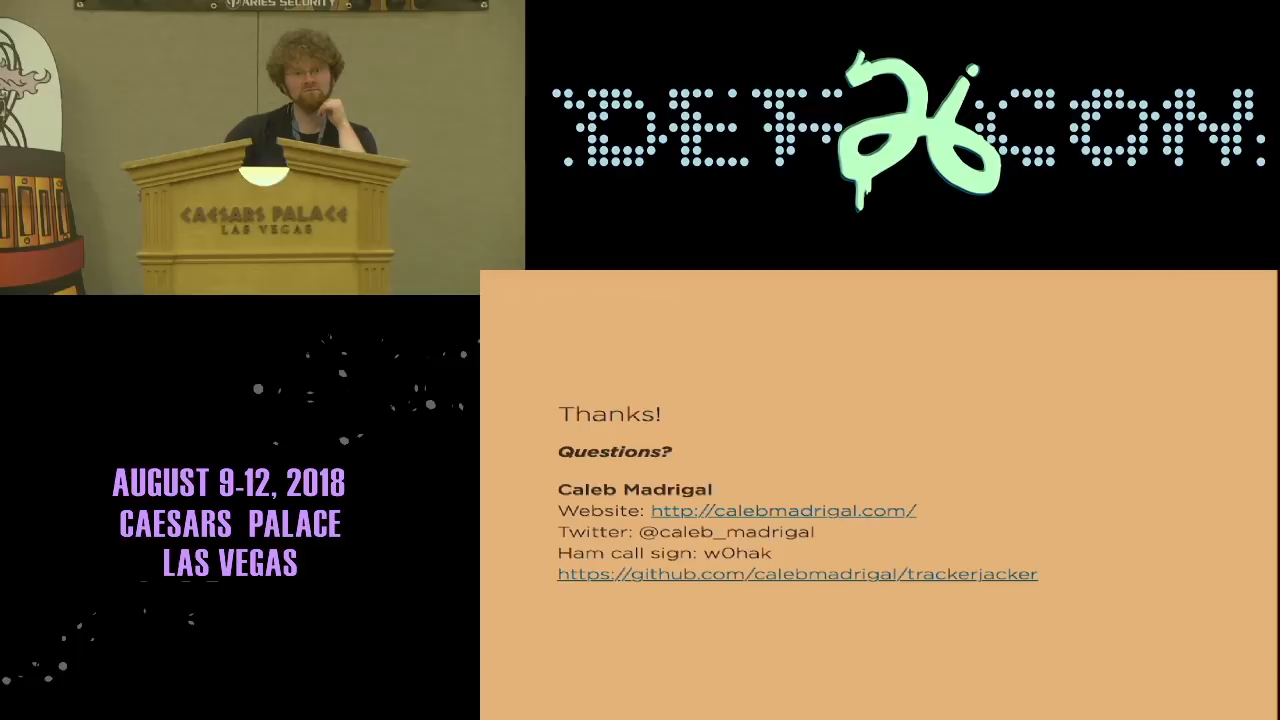 ARIES SECURITY
CAESARS PALACE
LAS VEGAS
DEF 26 CON
AUGUST 9-12, 2018
CAESARS PALACE
LAS VEGAS
Thanks!
Questions?
Caleb Madrigal
Website: http://calebmadrigal.com/
Twitter: @caleb_madrigal
Ham call sign: w0hak
https://github.com/calebmadrigal/trackerjacker